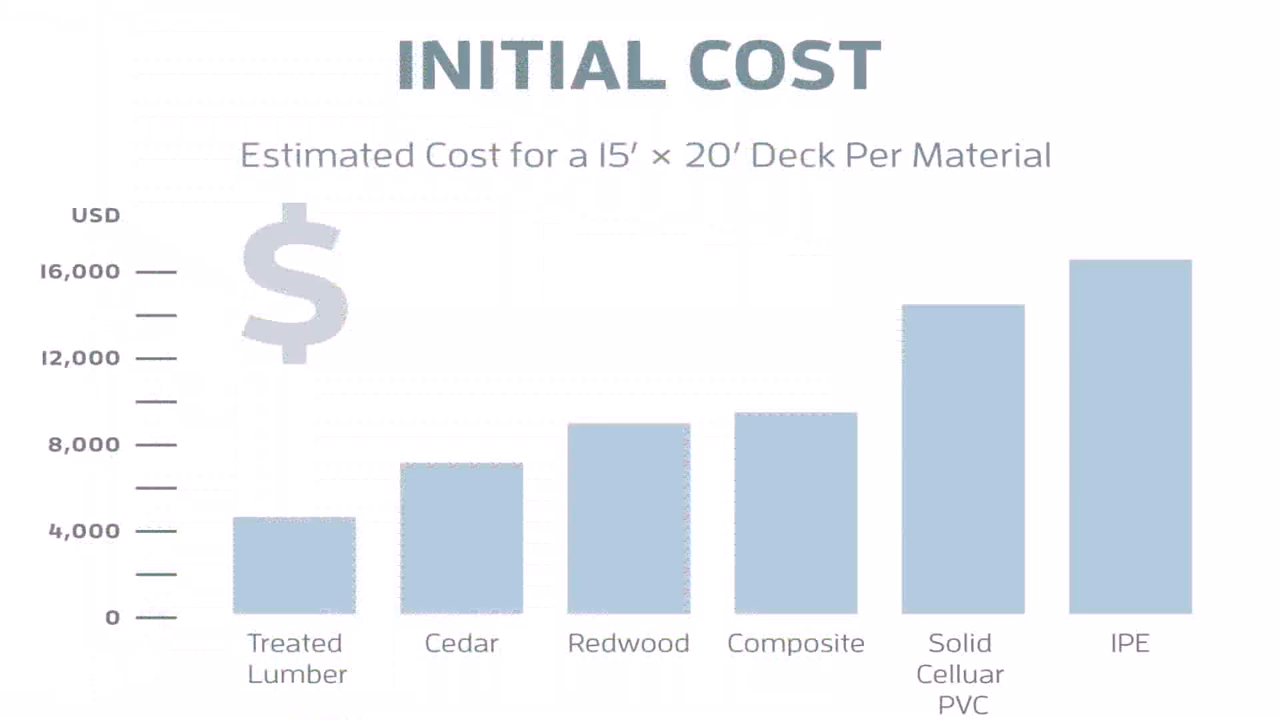 INITIAL COST
Estimated Cost for a 15′ × 20′ Deck Per Material
USD
$
16,000
12,000
8,000
4,000
0
Treated
Lumber
Cedar
Redwood
Composite
Solid
Celluar
PVC
IPE